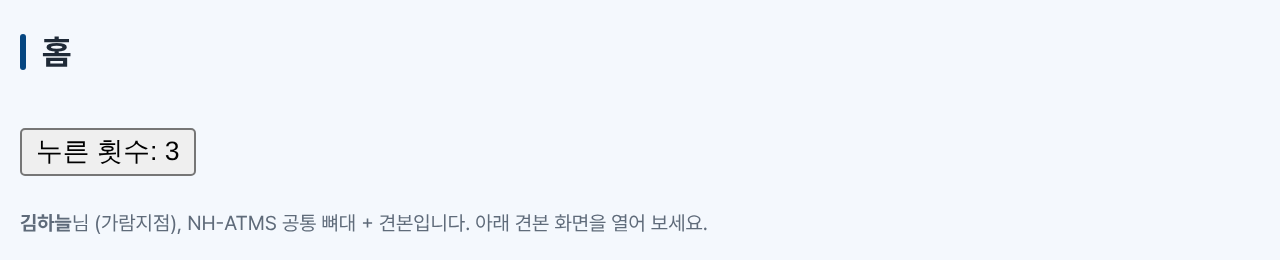 홈
누른 횟수: 3
김하늘님 (가람지점), NH-ATMS 공통 뼈대 + 견본입니다. 아래 견본 화면을 열어 보세요.